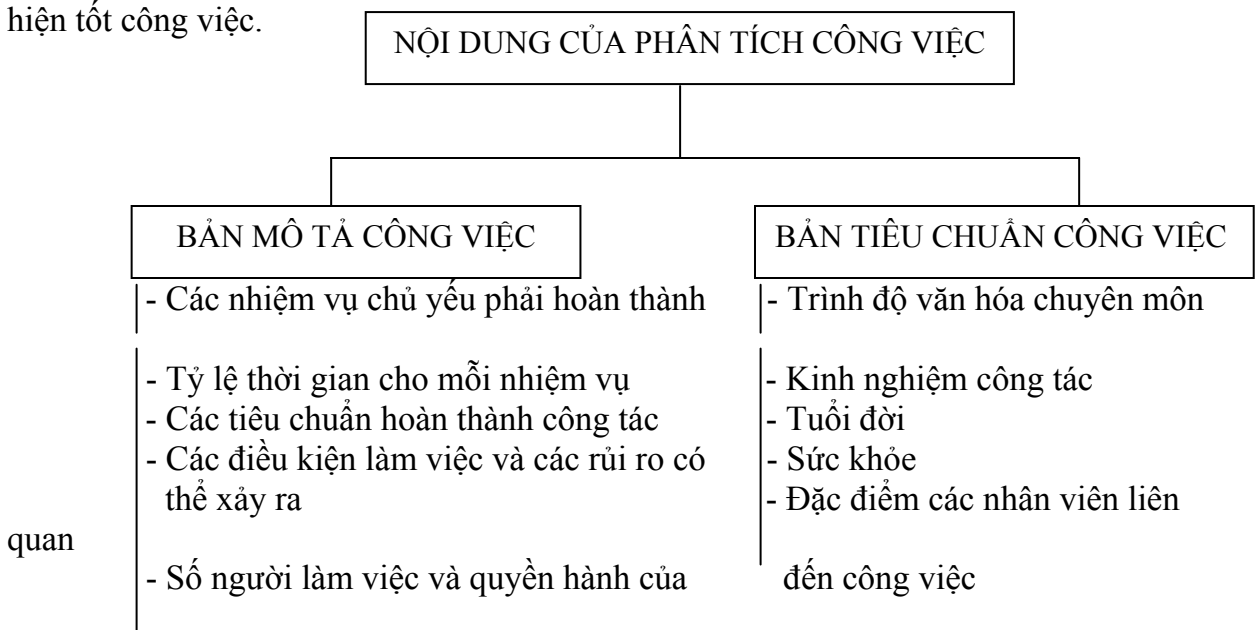 hiện tốt công việc.
NỘI DUNG CỦA PHÂN TÍCH CÔNG VIỆC
BẢN MÔ TẢ CÔNG VIỆC
- Các nhiệm vụ chủ yếu phải hoàn thành
- Tỷ lệ thời gian cho mỗi nhiệm vụ
- Các tiêu chuẩn hoàn thành công tác
- Các điều kiện làm việc và các rủi ro có
thể xảy ra
- Số người làm việc và quyền hành của
BẢN TIÊU CHUẨN CÔNG VIỆC
- Trình độ văn hóa chuyên môn
- Kinh nghiệm công tác
- Tuổi đời
- Sức khỏe
- Đặc điểm các nhân viên liên
quan
đến công việc